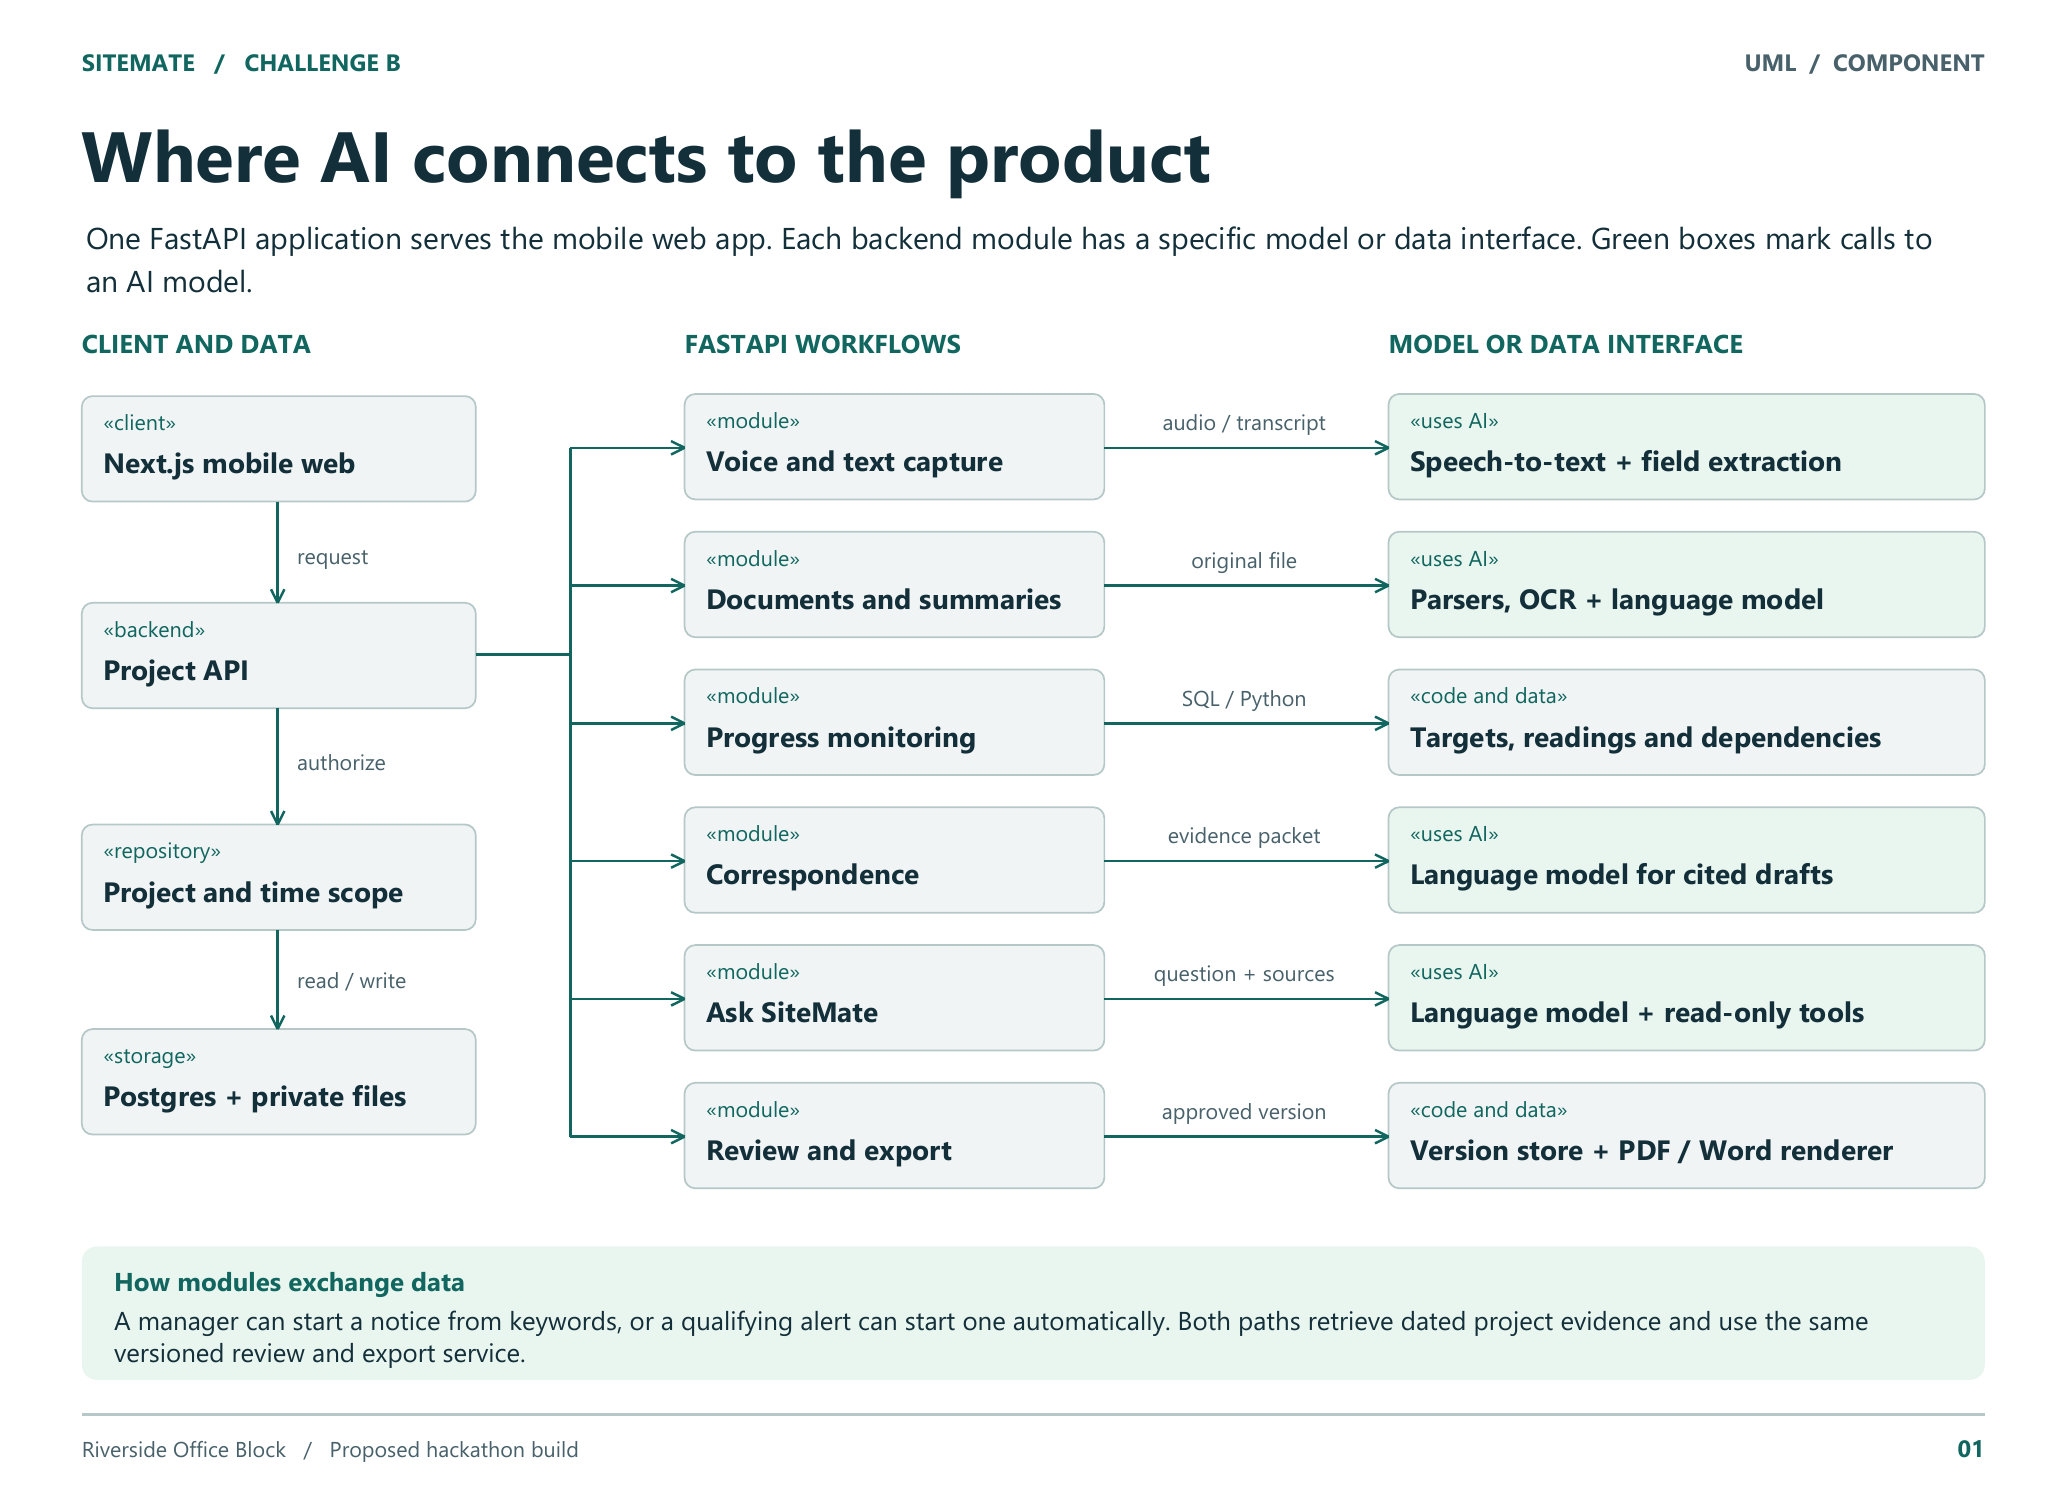 SITEMATE / CHALLENGE B
UML / COMPONENT
Where AI connects to the product
One FastAPI application serves the mobile web app. Each backend module has a specific model or data interface. Green boxes mark calls to
an AI model.
CLIENT AND DATA
«client»
Next.js mobile web
request
«backend»
Project API
authorize
«repository»
Project and time scope
read / write
«storage»
Postgres + private files
FASTAPI WORKFLOWS
MODEL OR DATA INTERFACE
«module»
Voice and text capture
audio / transcript
«uses AI»
Speech-to-text + field extraction
«module»
Documents and summaries
original file
«uses AI»
Parsers, OCR + language model
«module»
Progress monitoring
SQL / Python
«code and data»
Targets, readings and dependencies
«module»
Correspondence
evidence packet
«uses AI»
Language model for cited drafts
«module»
Ask SiteMate
question + sources
«uses AI»
Language model + read-only tools
«module»
Review and export
approved version
«code and data»
Version store + PDF / Word renderer
How modules exchange data
A manager can start a notice from keywords, or a qualifying alert can start one automatically. Both paths retrieve dated project evidence and use the same
versioned review and export service.
Riverside Office Block / Proposed hackathon build
01